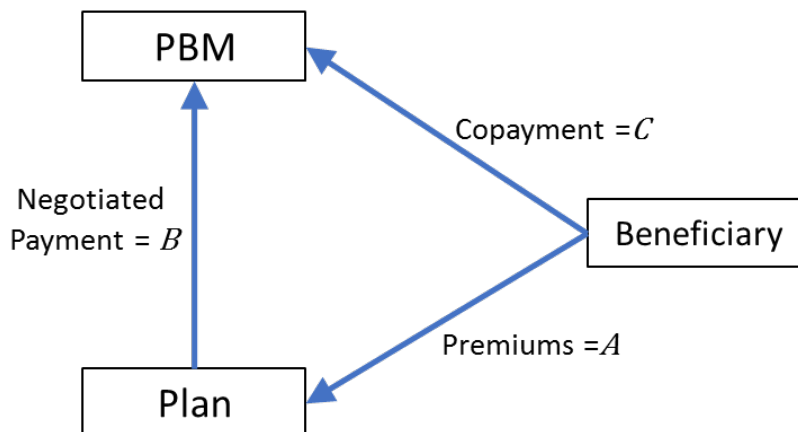 PBM
Copayment =C
Negotiated
Payment = B
Beneficiary
Premiums =A
Plan